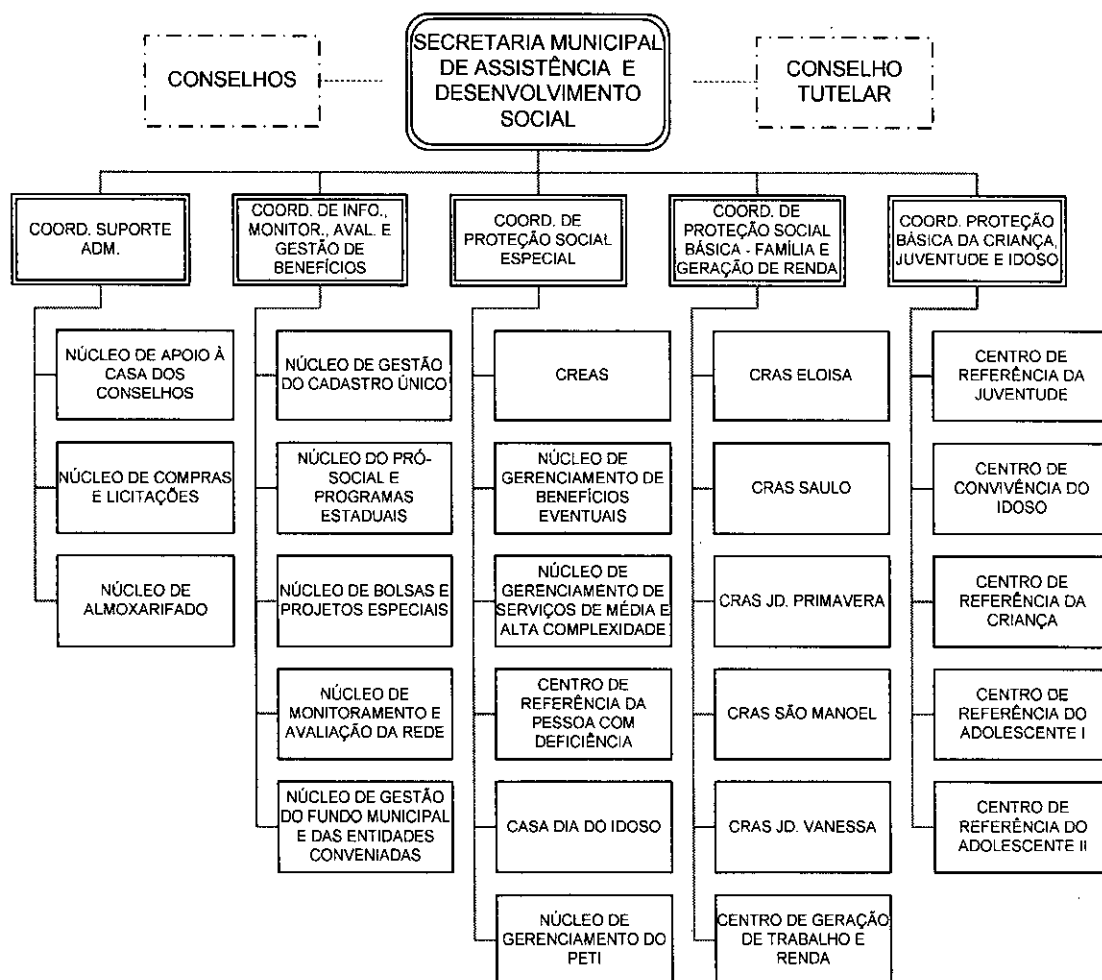 CONSELHOS
SECRETARIA MUNICIPAL
DE ASSISTÊNCIA E
DESENVOLVIMENTO
SOCIAL
CONSELHO
TUTELAR
COORD. SUPORTE
ADM.
COORD. DE INFO.,
MONITOR., AVAL. E
GESTÃO DE
BENEFÍCIOS
COORD. DE
PROTEÇÃO SOCIAL
ESPECIAL
COORD. DE
PROTEÇÃO SOCIAL
BÁSICA - FAMÍLIA E
GERAÇÃO DE RENDA
COORD. PROTEÇÃO
BÁSICA DA CRIANÇA,
JUVENTUDE E IDOSO
NÚCLEO DE APOIO À
CASA DOS
CONSELHOS
NÚCLEO DE COMPRAS
E LICITAÇÕES
NÚCLEO DE
ALMOXARIFADO
NÚCLEO DE GESTÃO
DO CADASTRO ÚNICO
NÚCLEO DO PRÓ-
SOCIAL E
PROGRAMAS
ESTADUAIS
NÚCLEO DE BOLSAS E
PROJETOS ESPECIAIS
NÚCLEO DE
MONITORAMENTO E
AVALIAÇÃO DA REDE
NÚCLEO DE GESTÃO
DO FUNDO MUNICIPAL
E DAS ENTIDADES
CONVENIADAS
CREAS
NÚCLEO DE
GERENCIAMENTO DE
BENEFÍCIOS
EVENTUAIS
NÚCLEO DE
GERENCIAMENTO DE
SERVIÇOS DE MÉDIA E
ALTA COMPLEXIDADE
CENTRO DE
REFERÊNCIA DA
PESSOA COM
DEFICIÊNCIA
CASA DIA DO IDOSO
NÚCLEO DE
GERENCIAMENTO DO
PETI
CRAS ELOISA
CRAS SAULO
CRAS JD. PRIMAVERA
CRAS SÃO MANOEL
CRAS JD. VANESSA
CENTRO DE GERAÇÃO
DE TRABALHO E
RENDA
CENTRO DE
REFERÊNCIA DA
JUVENTUDE
CENTRO DE
CONVIVÊNCIA DO
IDOSO
CENTRO DE
REFERÊNCIA DA
CRIANÇA
CENTRO DE
REFERÊNCIA DO
ADOLESCENTE I
CENTRO DE
REFERÊNCIA DO
ADOLESCENTE II